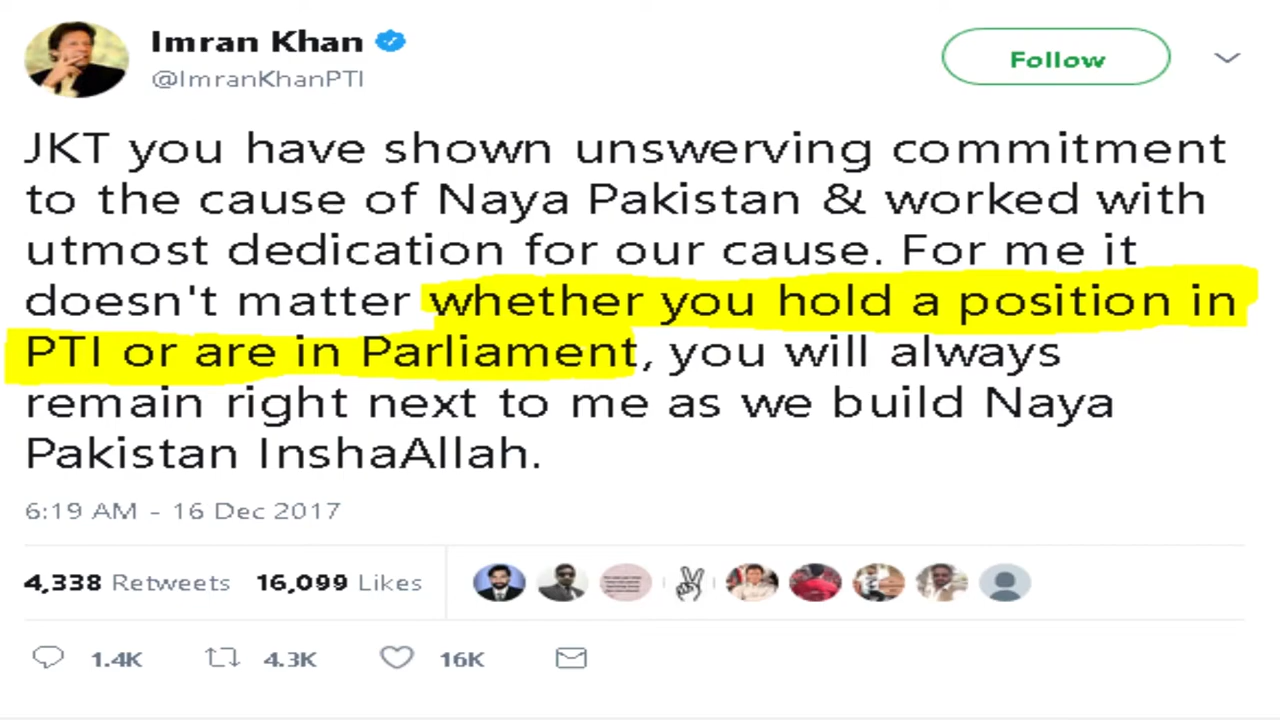 Imran Khan
@ImranKhanPTI
Follow
JKT you have shown unswerving commitment
to the cause of Naya Pakistan & worked with
utmost dedication for our cause. For me it
doesn't matter whether you hold a position in
PTI or are in Parliament, you will always
remain right next to me as we build Naya
Pakistan InshaAllah.
6:19 AM - 16 Dec 2017
4,338 Retweets 16,099 Likes
1.4K 4.3K 16K